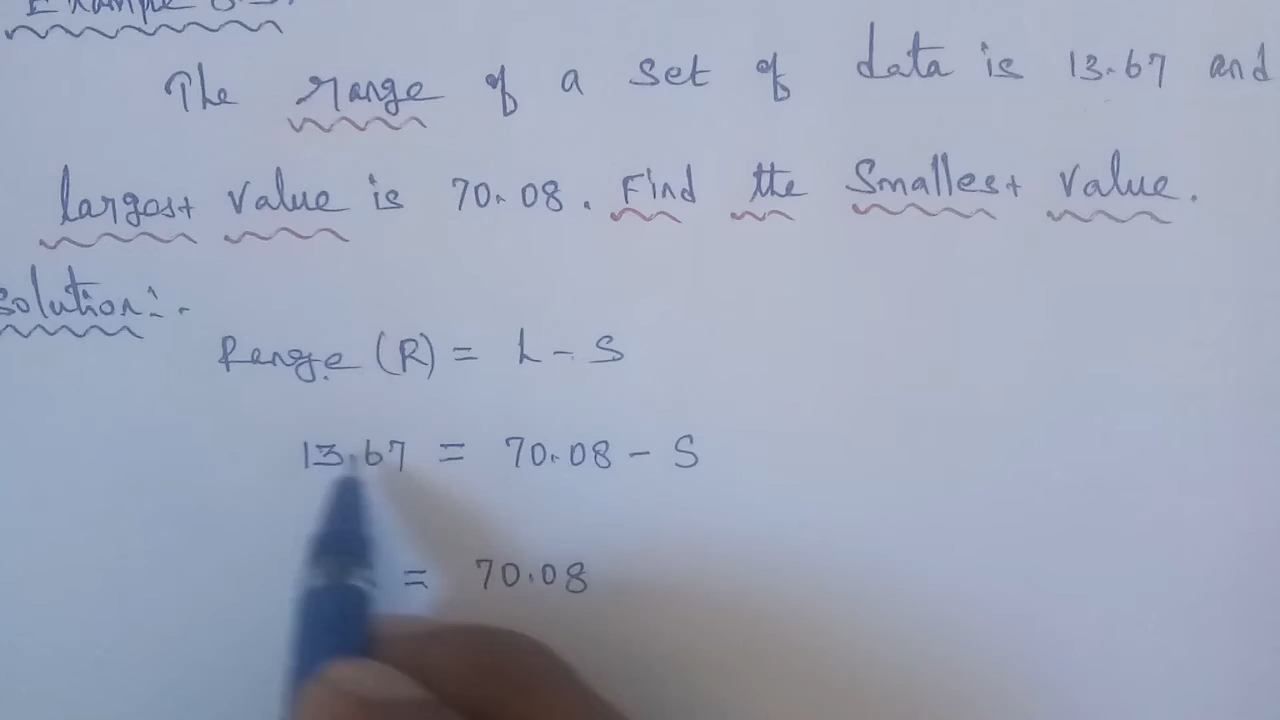 The range of a set of data is 13.67 and
largest value is 70.08. Find the smallest value.
Solution:-
Range (R) = L - S
13.67 = 70.08 - S
= 70.08